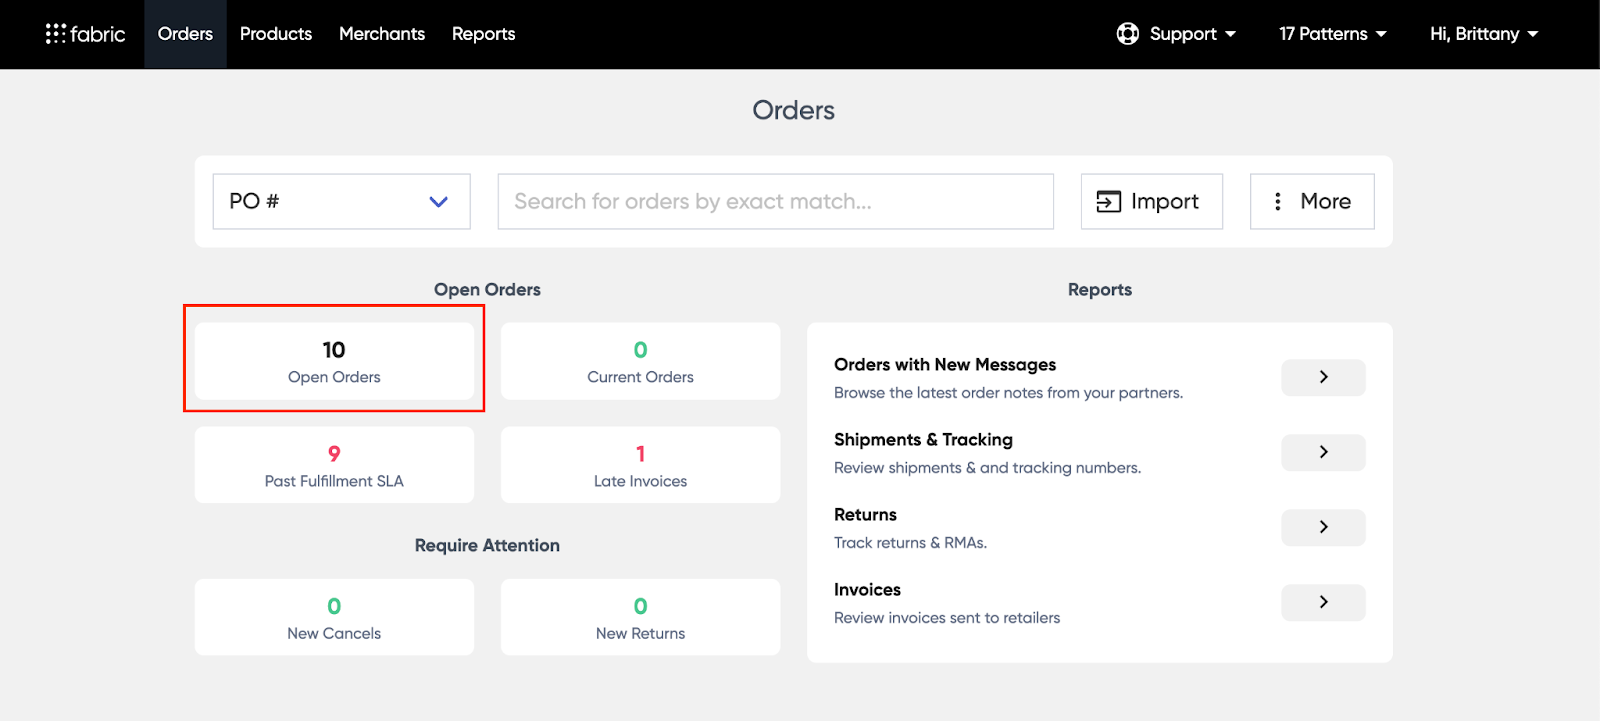 fabric
Orders
Products
Merchants
Reports
Support
17 Patterns
Hi, Brittany
Orders
PO #
Search for orders by exact match...
Import
More
Open Orders
10
Open Orders
0
Current Orders
9
Past Fulfillment SLA
1
Late Invoices
Require Attention
0
New Cancels
0
New Returns
Reports
Orders with New Messages
Browse the latest order notes from your partners.
Shipments & Tracking
Review shipments & and tracking numbers.
Returns
Track returns & RMAs.
Invoices
Review invoices sent to retailers